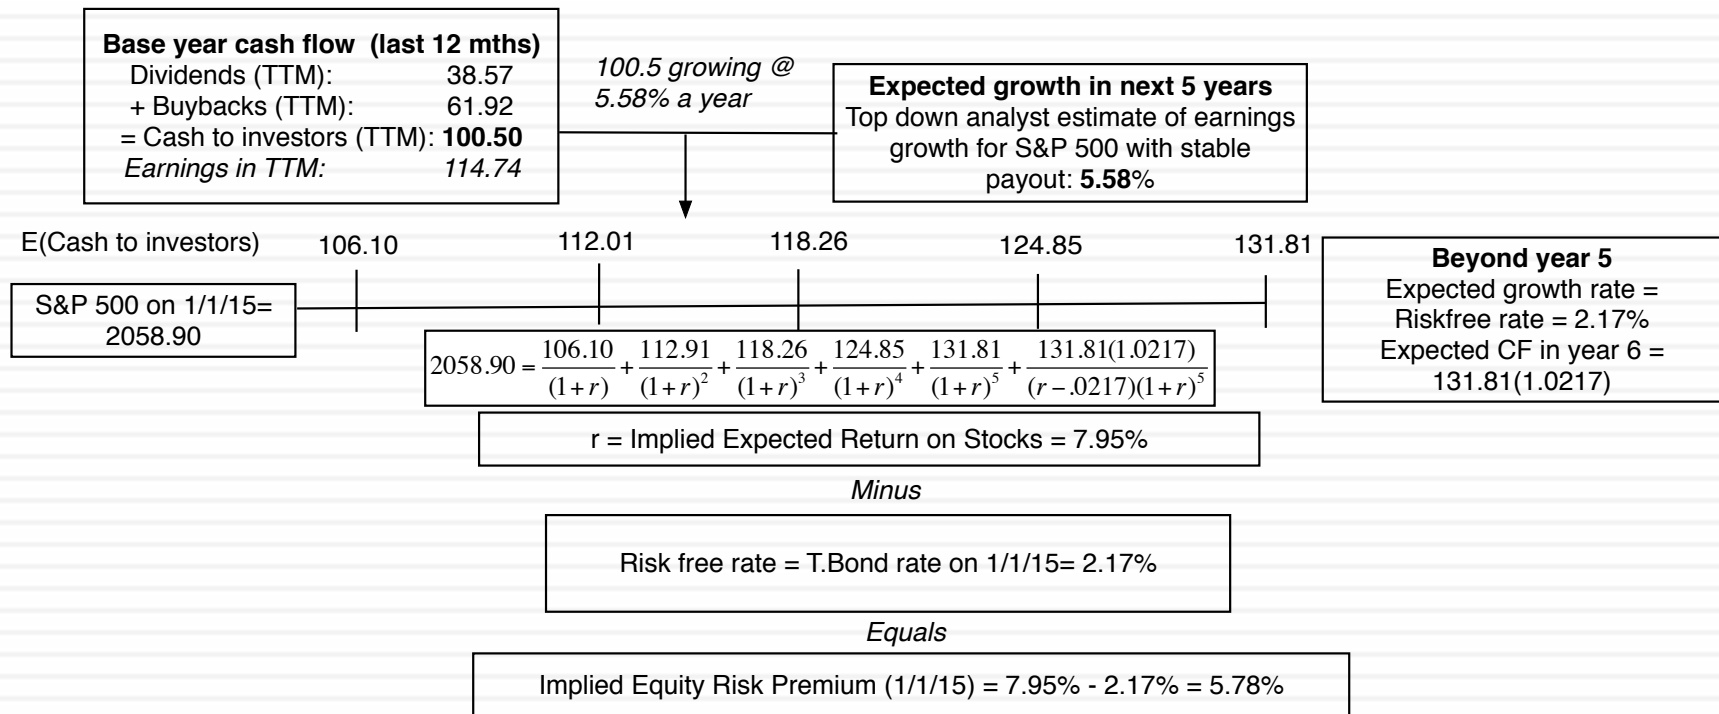 Base year cash flow (last 12 mths)
Dividends (TTM): 38.57
+ Buybacks (TTM): 61.92
= Cash to investors (TTM): 100.50
Earnings in TTM: 114.74
100.5 growing @
5.58% a year
Expected growth in next 5 years
Top down analyst estimate of earnings
growth for S&P 500 with stable
payout: 5.58%
E(Cash to investors) 106.10 112.01 118.26 124.85 131.81
S&P 500 on 1/1/15=
2058.90
Beyond year 5
Expected growth rate =
Riskfree rate = 2.17%
Expected CF in year 6 =
131.81(1.0217)
2058.90 = 106.10/(1+r) + 112.91/(1+r)² + 118.26/(1+r)³ + 124.85/(1+r)⁴ + 131.81/(1+r)⁵ + 131.81(1.0217)/(r−.0217)(1+r)⁵
r = Implied Expected Return on Stocks = 7.95%
Minus
Risk free rate = T.Bond rate on 1/1/15= 2.17%
Equals
Implied Equity Risk Premium (1/1/15) = 7.95% - 2.17% = 5.78%